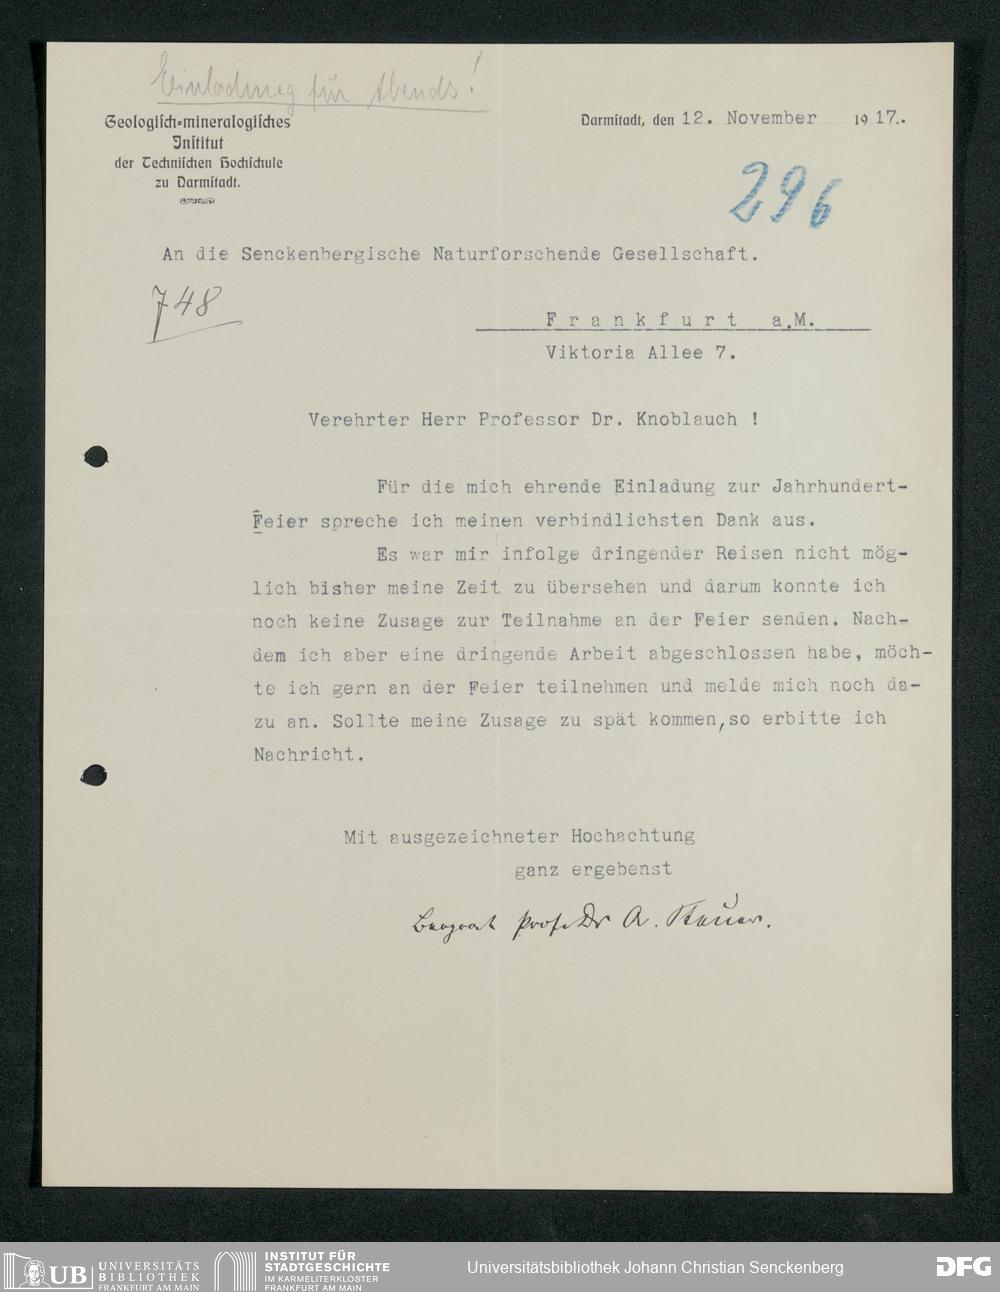 Einladung für Abends!
Geologisch-mineralogisches
Institut
der Technischen Hochschule
zu Darmstadt.
Darmstadt, den 12. November 1917.
296
An die Senckenbergische Naturforschende Gesellschaft.
748
Frankfurt a.M.
Viktoria Allee 7.
Verehrter Herr Professor Dr. Knoblauch !
Für die mich ehrende Einladung zur Jahrhundert-
Feier spreche ich meinen verbindlichsten Dank aus.
Es war mir infolge dringender Reisen nicht mög-
lich bisher meine Zeit zu übersehen und darum konnte ich
noch keine Zusage zur Teilnahme an der Feier senden. Nach-
dem ich aber eine dringende Arbeit abgeschlossen habe, möch-
te ich gern an der Feier teilnehmen und melde mich noch da-
zu an. Sollte meine Zusage zu spät kommen, so erbitte ich
Nachricht.
Mit ausgezeichneter Hochachtung
ganz ergebenst
Bergrat Prof. Dr A. Steuer.
UB UNIVERSITÄTS
BIBLIOTHEK
FRANKFURT AM MAIN
INSTITUT FÜR
STADTGESCHICHTE
IM KARMELITERKLOSTER
FRANKFURT AM MAIN
Universitätsbibliothek Johann Christian Senckenberg
DFG